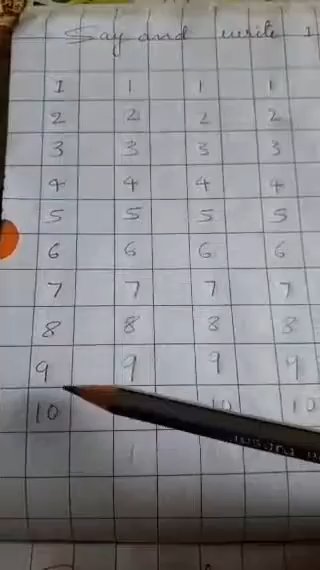 Say and write 1
1 1 1 1
2 2 2 2
3 3 3 3
4 4 4 4
5 5 5 5
6 6 6 6
7 7 7 7
8 8 8 8
9 9 9 9
10 10 10